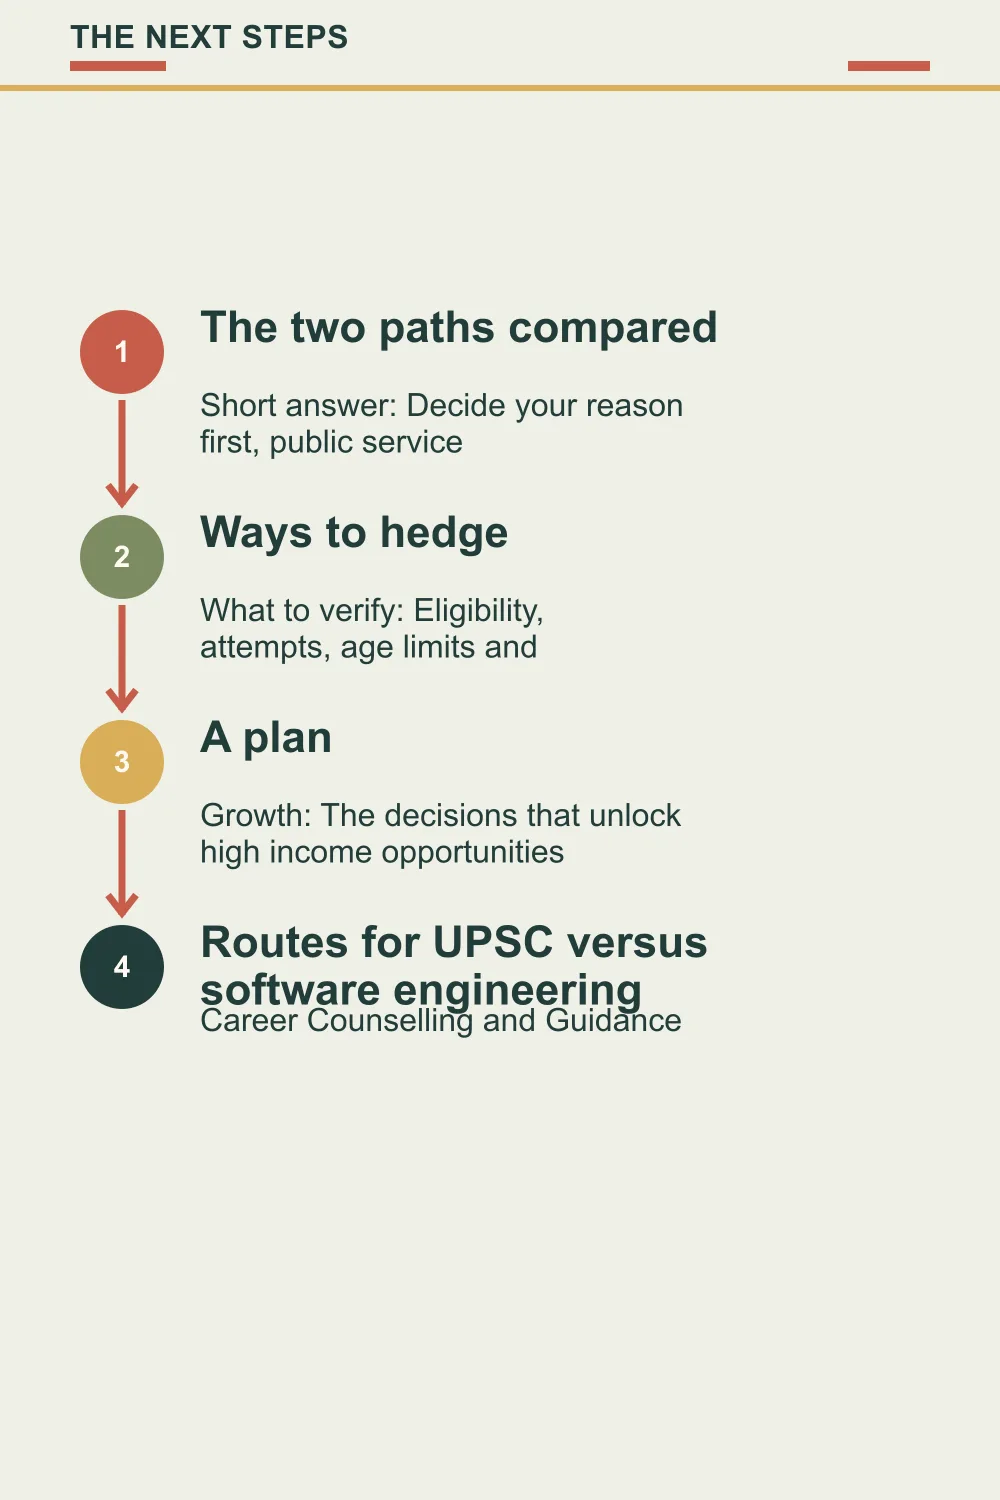 THE NEXT STEPS
1
The two paths compared
Short answer: Decide your reason
first, public service
2
Ways to hedge
What to verify: Eligibility,
attempts, age limits and
3
A plan
Growth: The decisions that unlock
high income opportunities
4
Routes for UPSC versus
software engineering
Career Counselling and Guidance